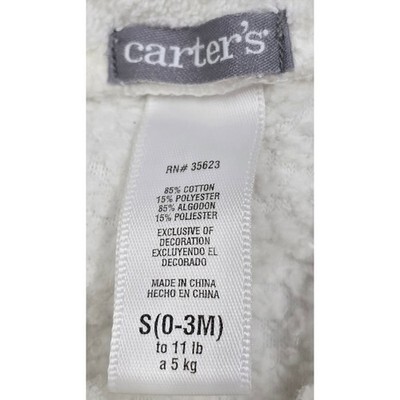 carter's
RN# 35623
85% COTTON
15% POLYESTER
85% ALGODON
15% POLIESTER
EXCLUSIVE OF
DECORATION
EXCLUYENDO EL
DECORADO
MADE IN CHINA
HECHO EN CHINA
S(0-3M)
to 11 lb
a 5 kg